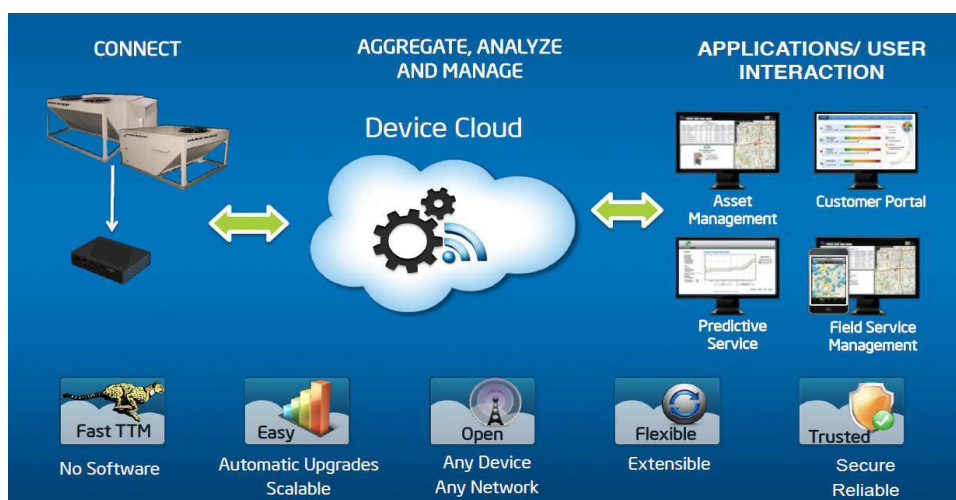 CONNECT
AGGREGATE, ANALYZE
AND MANAGE
APPLICATIONS/ USER
INTERACTION
Device Cloud
Asset
Management
Customer Portal
Predictive
Service
Field Service
Management
Fast TTM
No Software
Easy
Automatic Upgrades
Scalable
Open
Any Device
Any Network
Flexible
Extensible
Trusted
Secure
Reliable